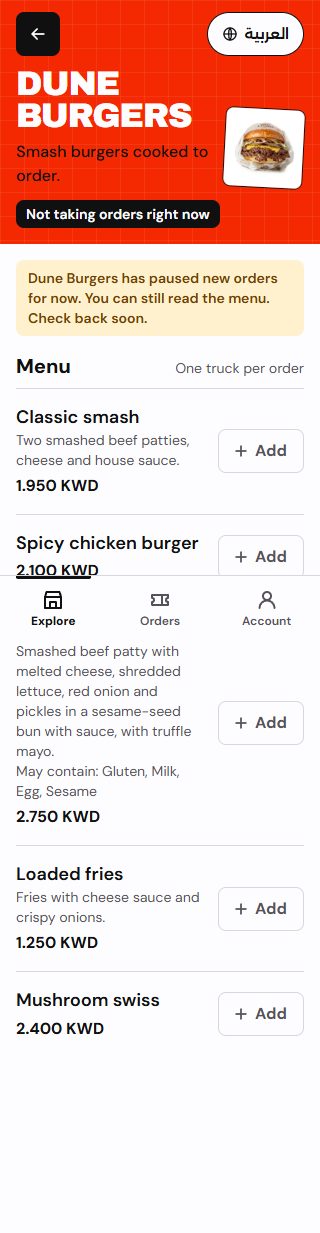 العربية
DUNE
BURGERS
Smash burgers cooked to
order.
Not taking orders right now
Dune Burgers has paused new orders
for now. You can still read the menu.
Check back soon.
Menu
One truck per order
Classic smash
Two smashed beef patties,
cheese and house sauce.
1.950 KWD
Add
Spicy chicken burger
2.100 KWD
Add
Explore
Orders
Account
Smashed beef patty with
melted cheese, shredded
lettuce, red onion and
pickles in a sesame-seed
bun with sauce, with truffle
mayo.
May contain: Gluten, Milk,
Egg, Sesame
2.750 KWD
Add
Loaded fries
Fries with cheese sauce and
crispy onions.
1.250 KWD
Add
Mushroom swiss
2.400 KWD
Add